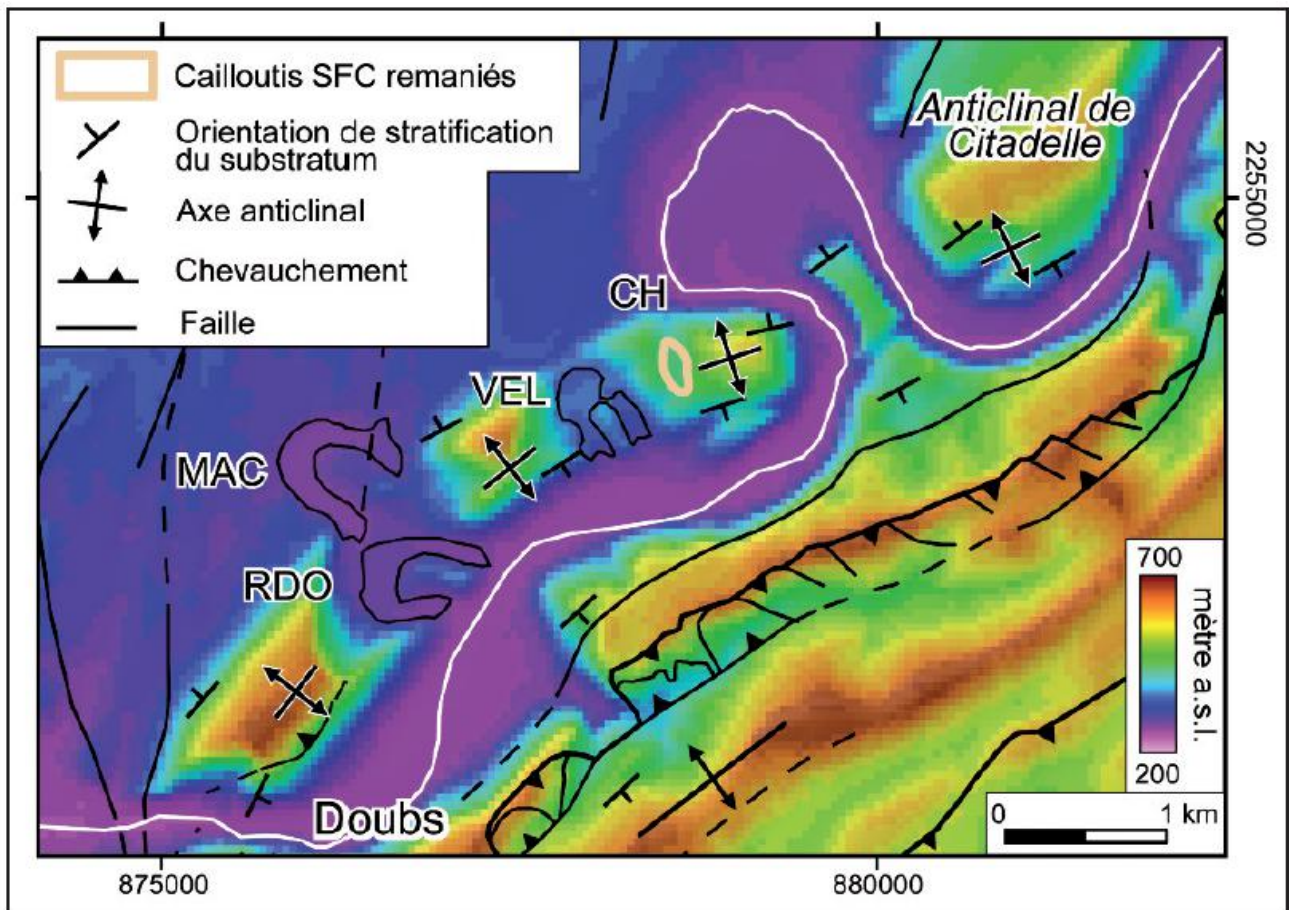 Cailloutis SFC remaniés
Orientation de stratification
du substratum
Axe anticlinal
Chevauchement
Faille
Anticlinal de
Citadelle
2255000
CH
VEL
MAC
RDO
Doubs
700
mètre a.s.l.
200
0 1 km
875000 880000